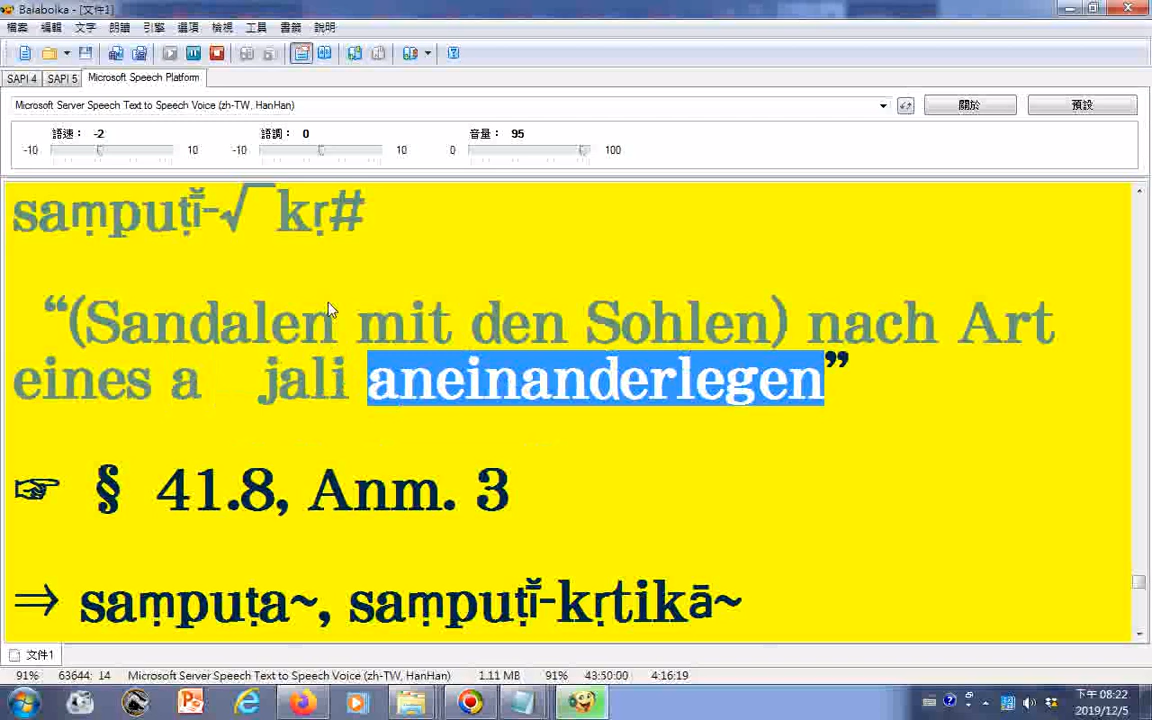 Balabolka - [文件1]
檔案 編輯 文字 朗讀 引擎 選項 檢視 工具 書籤 說明
SAPI 4 SAPI 5 Microsoft Speech Platform
Microsoft Server Speech Text to Speech Voice (zh-TW, HanHan) 關於 預設
語速： -2 語調： 0 音量： 95
-10 10 -10 10 0 100
saṃpuṭī̆-√ kṛ#
“(Sandalen mit den Sohlen) nach Art
eines a jali aneinanderlegen”
☞ § 41.8, Anm. 3
⇒ saṃpuṭa~, saṃpuṭī̆-kṛtikā~
文件1
91% 63644: 14 Microsoft Server Speech Text to Speech Voice (zh-TW, HanHan) 1.11 MB 91% 43:50:00 4:16:19
下午 08:22
2019/12/5